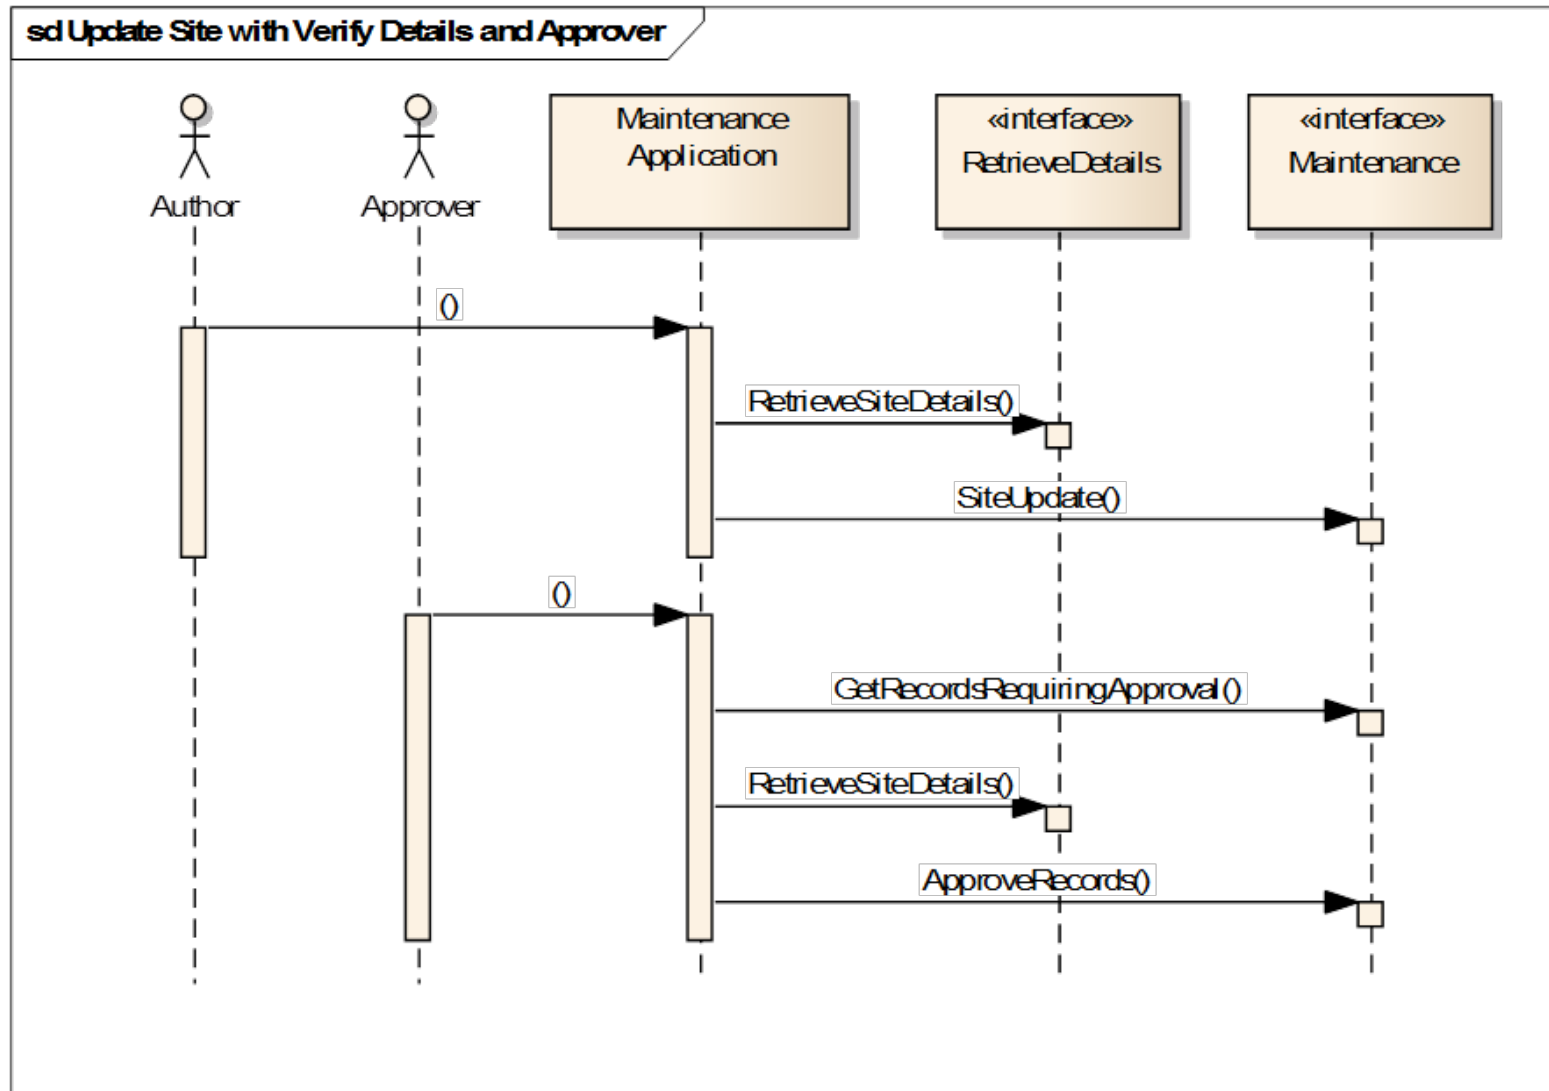 sd Update Site with Verify Details and Approver
Author
Approver
Maintenance
Application
«interface»
RetrieveDetails
«interface»
Maintenance
()
RetrieveSiteDetails()
SiteUpdate()
()
GetRecordsRequiringApproval()
RetrieveSiteDetails()
ApproveRecords()